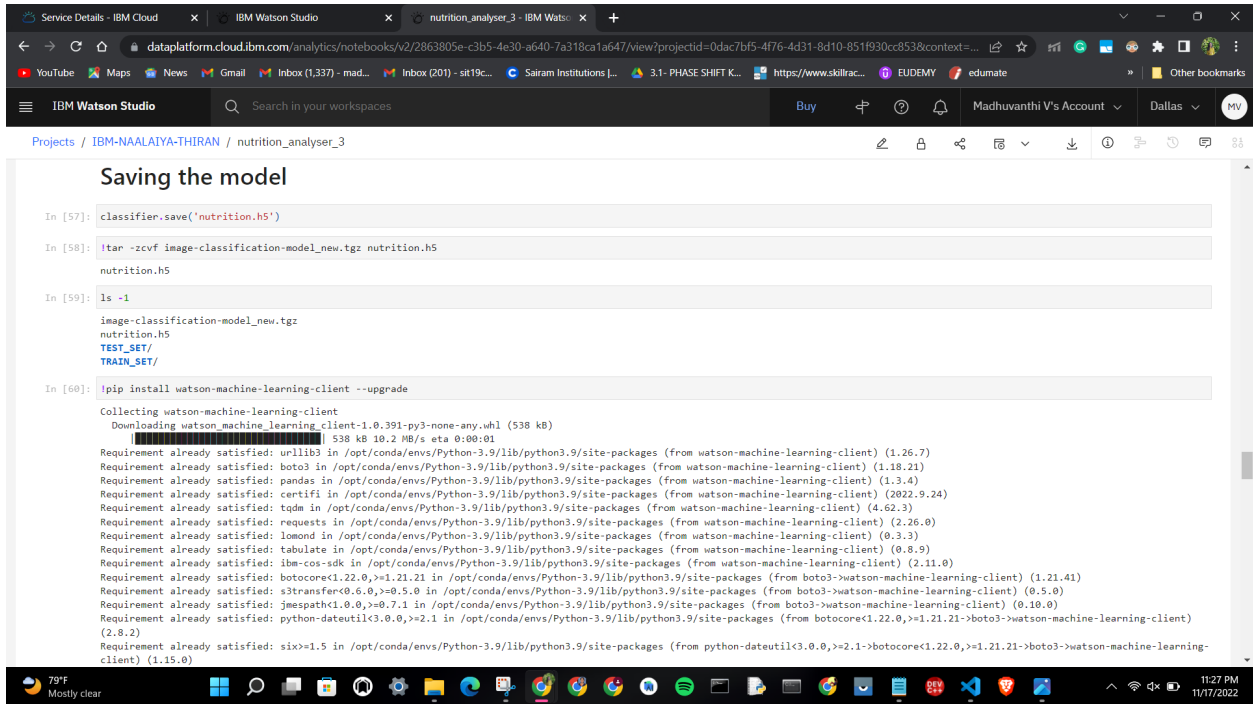 Service Details - IBM Cloud
IBM Watson Studio
nutrition_analyser_3 - IBM Watso
dataplatform.cloud.ibm.com/analytics/notebooks/v2/2863805e-c3b5-4e30-a640-7a318ca1a647/view?projectid=0dac7bf5-4f76-4d31-8d10-851f930cc853&context=...
YouTube Maps News Gmail Inbox (1,337) - mad... Inbox (201) - sit19c... Sairam Institutions |... 3.1- PHASE SHIFT K... https://www.skillrac... EUDEMY edumate » Other bookmarks
IBM Watson Studio Search in your workspaces Buy Madhuvanthi V's Account Dallas MV
Projects / IBM-NAALAIYA-THIRAN / nutrition_analyser_3
Saving the model
In [57]: classifier.save('nutrition.h5')
In [58]: !tar -zcvf image-classification-model_new.tgz nutrition.h5
nutrition.h5
In [59]: ls -1
image-classification-model_new.tgz
nutrition.h5
TEST_SET/
TRAIN_SET/
In [60]: !pip install watson-machine-learning-client --upgrade
Collecting watson-machine-learning-client
Downloading watson_machine_learning_client-1.0.391-py3-none-any.whl (538 kB)
| 538 kB 10.2 MB/s eta 0:00:01
Requirement already satisfied: urllib3 in /opt/conda/envs/Python-3.9/lib/python3.9/site-packages (from watson-machine-learning-client) (1.26.7)
Requirement already satisfied: boto3 in /opt/conda/envs/Python-3.9/lib/python3.9/site-packages (from watson-machine-learning-client) (1.18.21)
Requirement already satisfied: pandas in /opt/conda/envs/Python-3.9/lib/python3.9/site-packages (from watson-machine-learning-client) (1.3.4)
Requirement already satisfied: certifi in /opt/conda/envs/Python-3.9/lib/python3.9/site-packages (from watson-machine-learning-client) (2022.9.24)
Requirement already satisfied: tqdm in /opt/conda/envs/Python-3.9/lib/python3.9/site-packages (from watson-machine-learning-client) (4.62.3)
Requirement already satisfied: requests in /opt/conda/envs/Python-3.9/lib/python3.9/site-packages (from watson-machine-learning-client) (2.26.0)
Requirement already satisfied: lomond in /opt/conda/envs/Python-3.9/lib/python3.9/site-packages (from watson-machine-learning-client) (0.3.3)
Requirement already satisfied: tabulate in /opt/conda/envs/Python-3.9/lib/python3.9/site-packages (from watson-machine-learning-client) (0.8.9)
Requirement already satisfied: ibm-cos-sdk in /opt/conda/envs/Python-3.9/lib/python3.9/site-packages (from watson-machine-learning-client) (2.11.0)
Requirement already satisfied: botocore<1.22.0,>=1.21.21 in /opt/conda/envs/Python-3.9/lib/python3.9/site-packages (from boto3->watson-machine-learning-client) (1.21.41)
Requirement already satisfied: s3transfer<0.6.0,>=0.5.0 in /opt/conda/envs/Python-3.9/lib/python3.9/site-packages (from boto3->watson-machine-learning-client) (0.5.0)
Requirement already satisfied: jmespath<1.0.0,>=0.7.1 in /opt/conda/envs/Python-3.9/lib/python3.9/site-packages (from boto3->watson-machine-learning-client) (0.10.0)
Requirement already satisfied: python-dateutil<3.0.0,>=2.1 in /opt/conda/envs/Python-3.9/lib/python3.9/site-packages (from botocore<1.22.0,>=1.21.21->boto3->watson-machine-learning-client)
(2.8.2)
Requirement already satisfied: six>=1.5 in /opt/conda/envs/Python-3.9/lib/python3.9/site-packages (from python-dateutil<3.0.0,>=2.1->botocore<1.22.0,>=1.21.21->boto3->watson-machine-learning-
client) (1.15.0)
79°F
Mostly clear
11:27 PM
11/17/2022